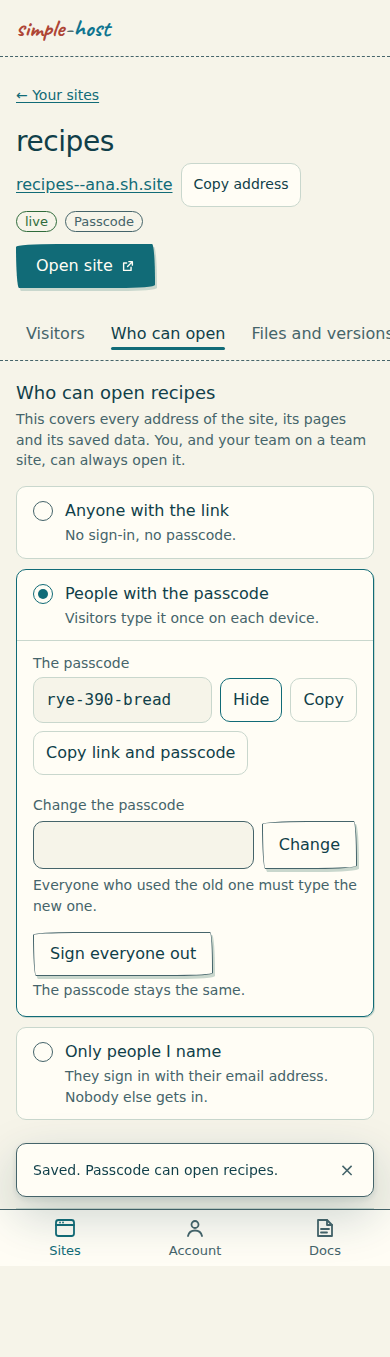 simple-host
← Your sites
recipes
recipes--ana.sh.site Copy address
live Passcode
Open site
Visitors Who can open Files and versions
Who can open recipes
This covers every address of the site, its pages
and its saved data. You, and your team on a team
site, can always open it.
Anyone with the link
No sign-in, no passcode.
People with the passcode
Visitors type it once on each device.
The passcode
rye-390-bread Hide Copy
Copy link and passcode
Change the passcode
Change
Everyone who used the old one must type the
new one.
Sign everyone out
The passcode stays the same.
Only people I name
They sign in with their email address.
Nobody else gets in.
Saved. Passcode can open recipes. ×
Sites Account Docs